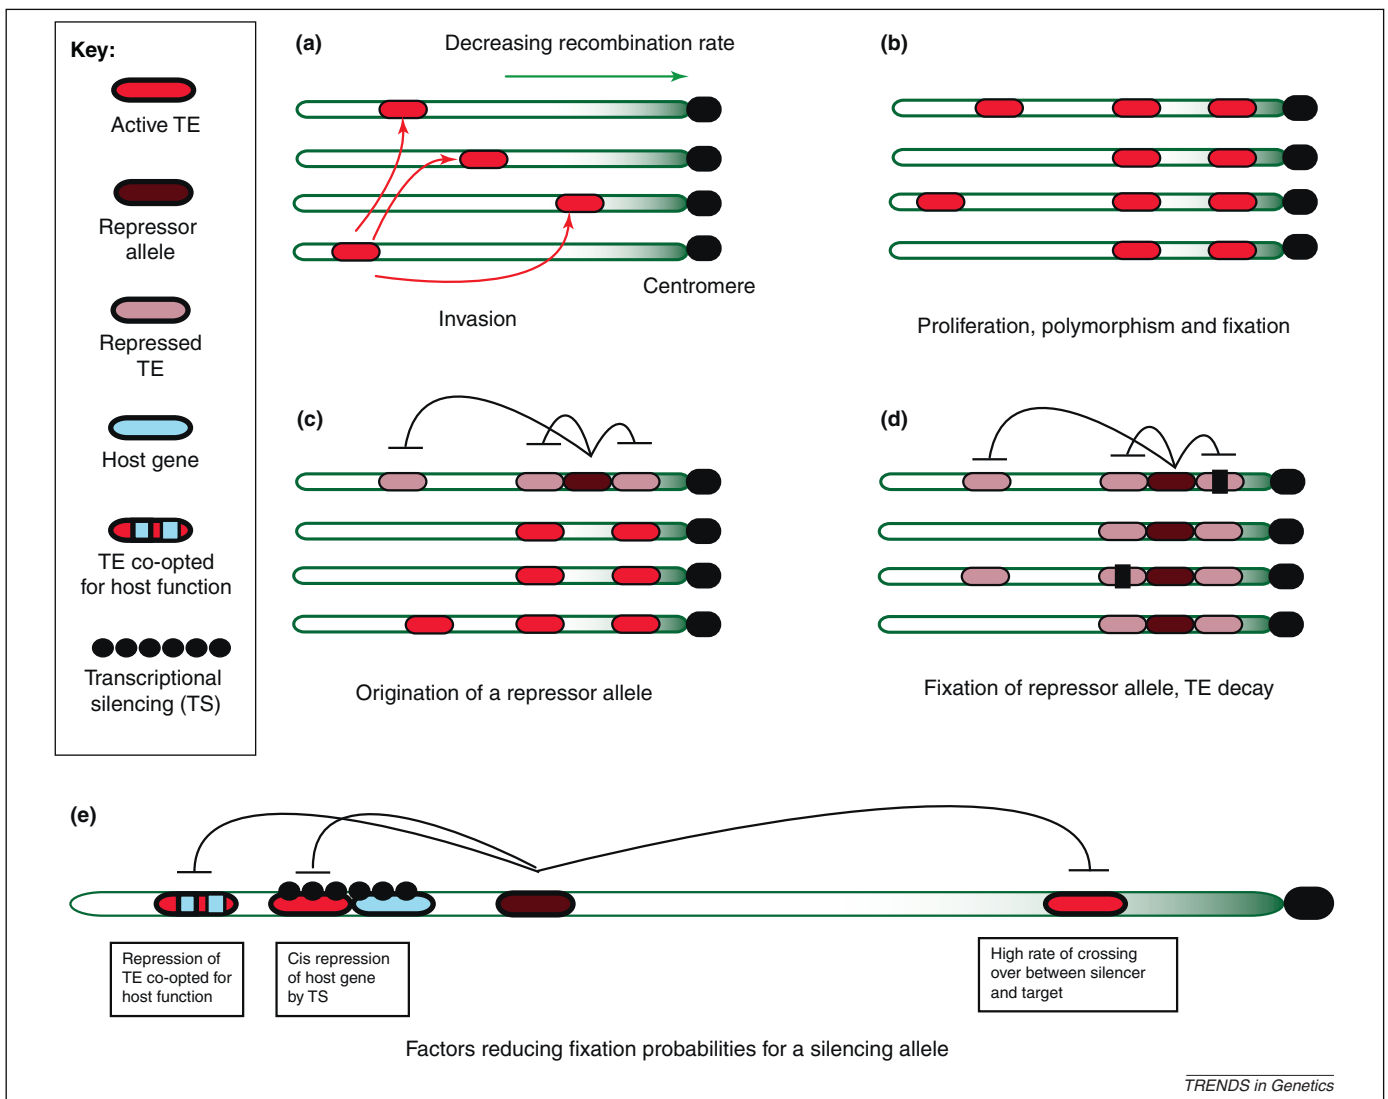 Key:
Active TE
Repressor
allele
Repressed
TE
Host gene
TE co-opted
for host function
Transcriptional
silencing (TS)
(a)
Decreasing recombination rate
Centromere
Invasion
(b)
Proliferation, polymorphism and fixation
(c)
Origination of a repressor allele
(d)
Fixation of repressor allele, TE decay
(e)
Repression of
TE co-opted for
host function
Cis repression
of host gene
by TS
High rate of crossing
over between silencer
and target
Factors reducing fixation probabilities for a silencing allele
TRENDS in Genetics